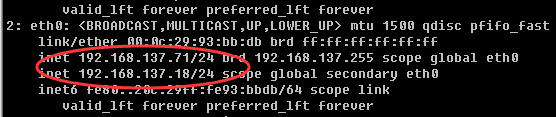 valid_lft forever preferred_lft forever
2: eth0: <BROADCAST,MULTICAST,UP,LOWER_UP> mtu 1500 qdisc pfifo_fast
link/ether 00:0c:29:93:bb:db brd ff:ff:ff:ff:ff:ff
inet 192.168.137.71/24 brd 192.168.137.255 scope global eth0
inet 192.168.137.18/24 scope global secondary eth0
inet6 fe80::20c:29ff:fe93:bbdb/64 scope link
valid_lft forever preferred_lft forever